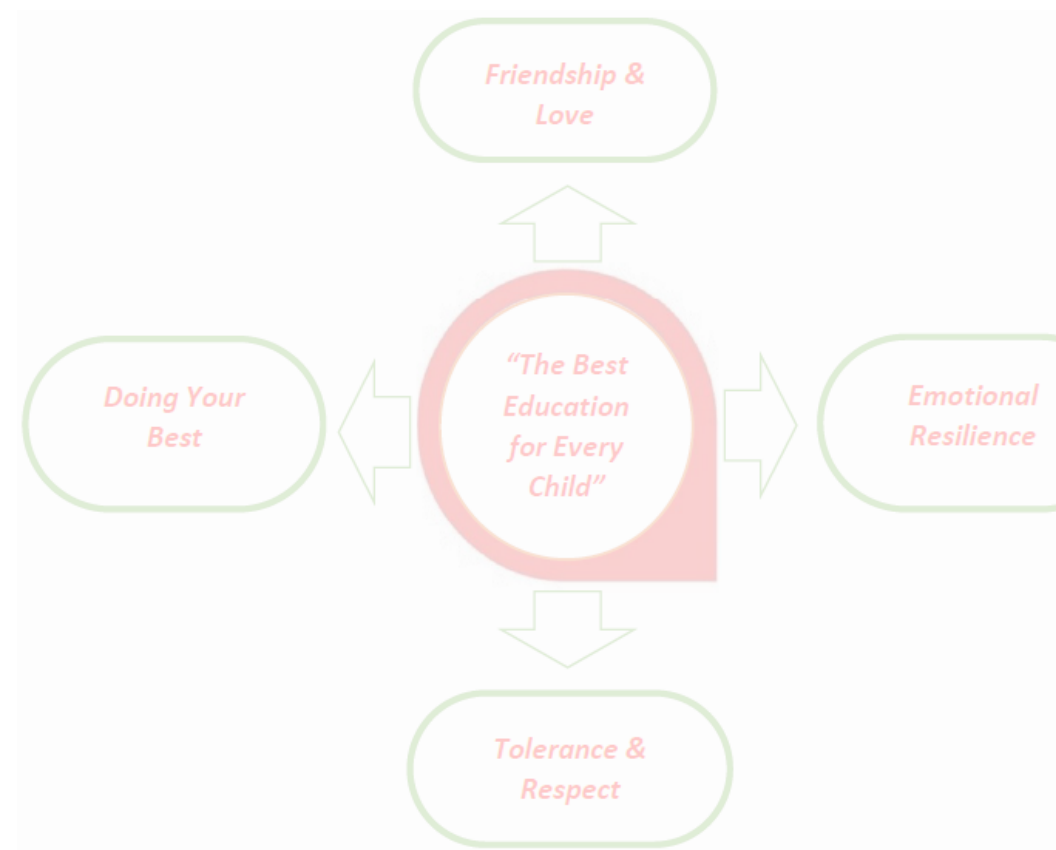 Friendship &
Love
Doing Your
Best
“The Best
Education
for Every
Child”
Emotional
Resilience
Tolerance &
Respect